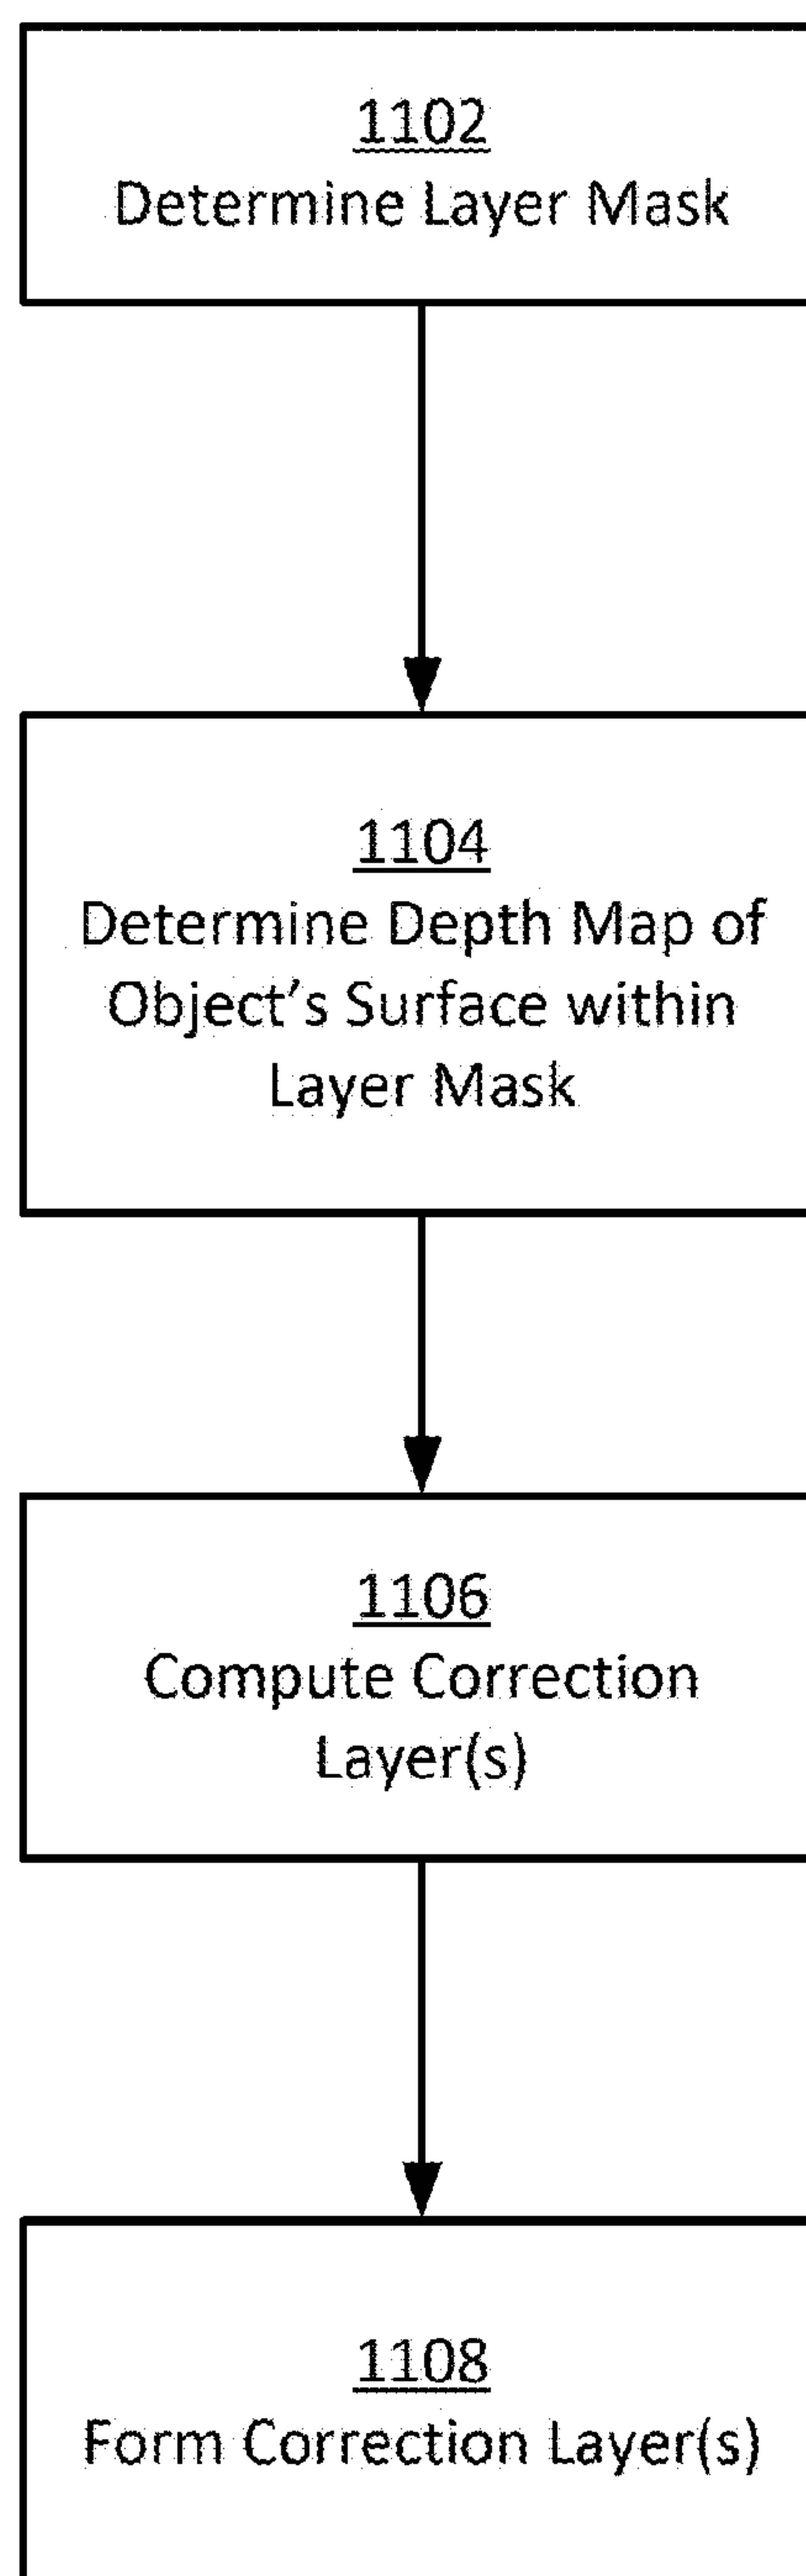 1102
Determine Layer Mask
1104
Determine Depth Map of
Object's Surface within
Layer Mask
1106
Compute Correction
Layer(s)
1108
Form Correction Layer(s)